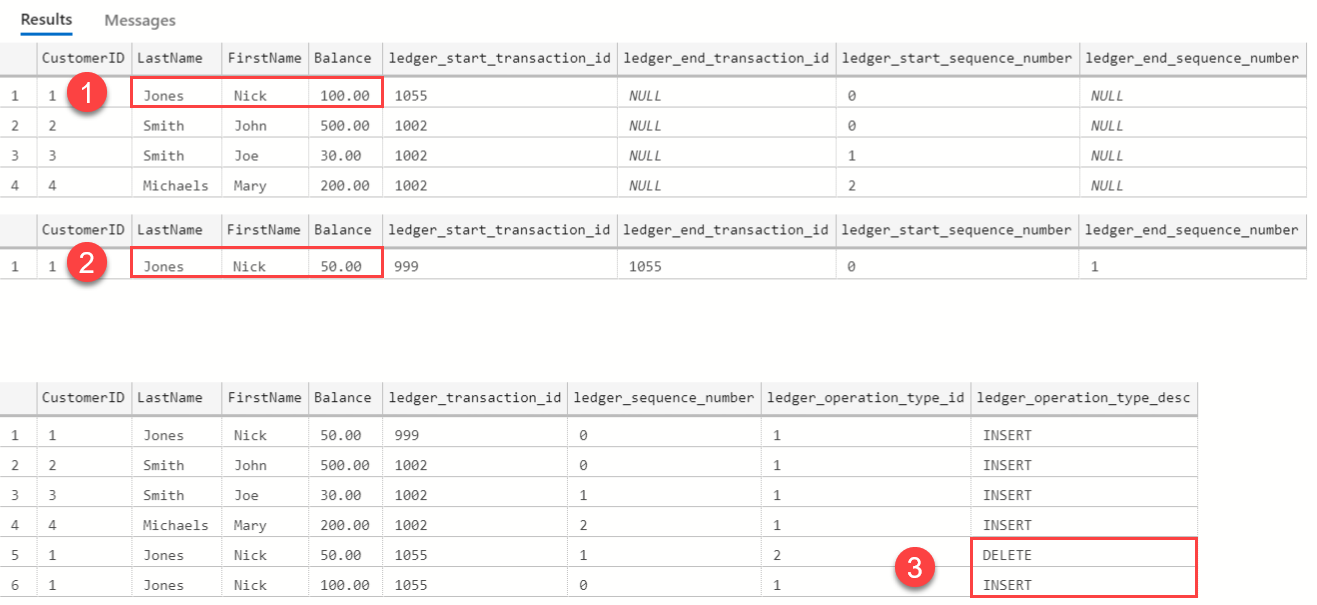 Results Messages
CustomerID LastName FirstName Balance ledger_start_transaction_id ledger_end_transaction_id ledger_start_sequence_number ledger_end_sequence_number
1 1 1 Jones Nick 100.00 1055 NULL 0 NULL
2 2 Smith John 500.00 1002 NULL 0 NULL
3 3 Smith Joe 30.00 1002 NULL 1 NULL
4 4 Michaels Mary 200.00 1002 NULL 2 NULL
CustomerID LastName FirstName Balance ledger_start_transaction_id ledger_end_transaction_id ledger_start_sequence_number ledger_end_sequence_number
1 1 2 Jones Nick 50.00 999 1055 0 1
CustomerID LastName FirstName Balance ledger_transaction_id ledger_sequence_number ledger_operation_type_id ledger_operation_type_desc
1 1 Jones Nick 50.00 999 0 1 INSERT
2 2 Smith John 500.00 1002 0 1 INSERT
3 3 Smith Joe 30.00 1002 1 1 INSERT
4 4 Michaels Mary 200.00 1002 2 1 INSERT
5 1 Jones Nick 50.00 1055 1 2 3 DELETE
6 1 Jones Nick 100.00 1055 0 1 INSERT